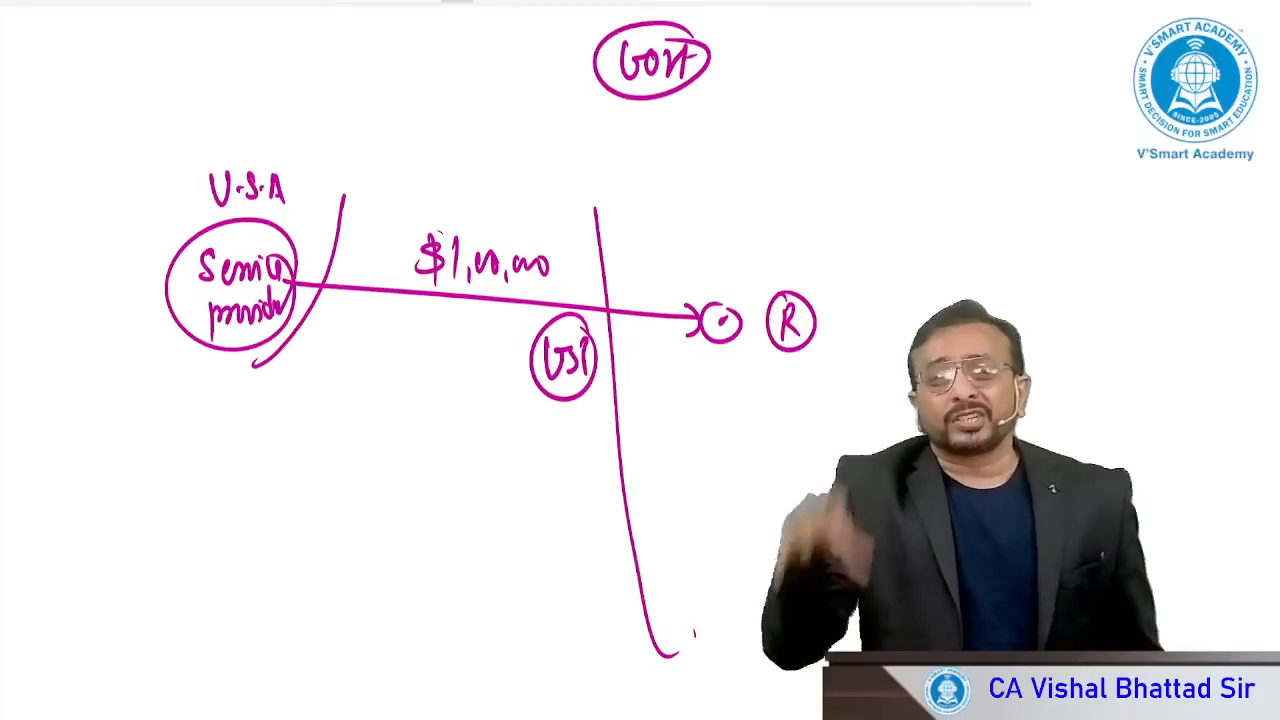 GOVT
V'SMART ACADEMY
SMART DECISION FOR SMART EDUCATION
SINCE-2005
V'Smart Academy
U.S.A
Service
provider
$1,00,000
GST
R
CA Vishal Bhattad Sir